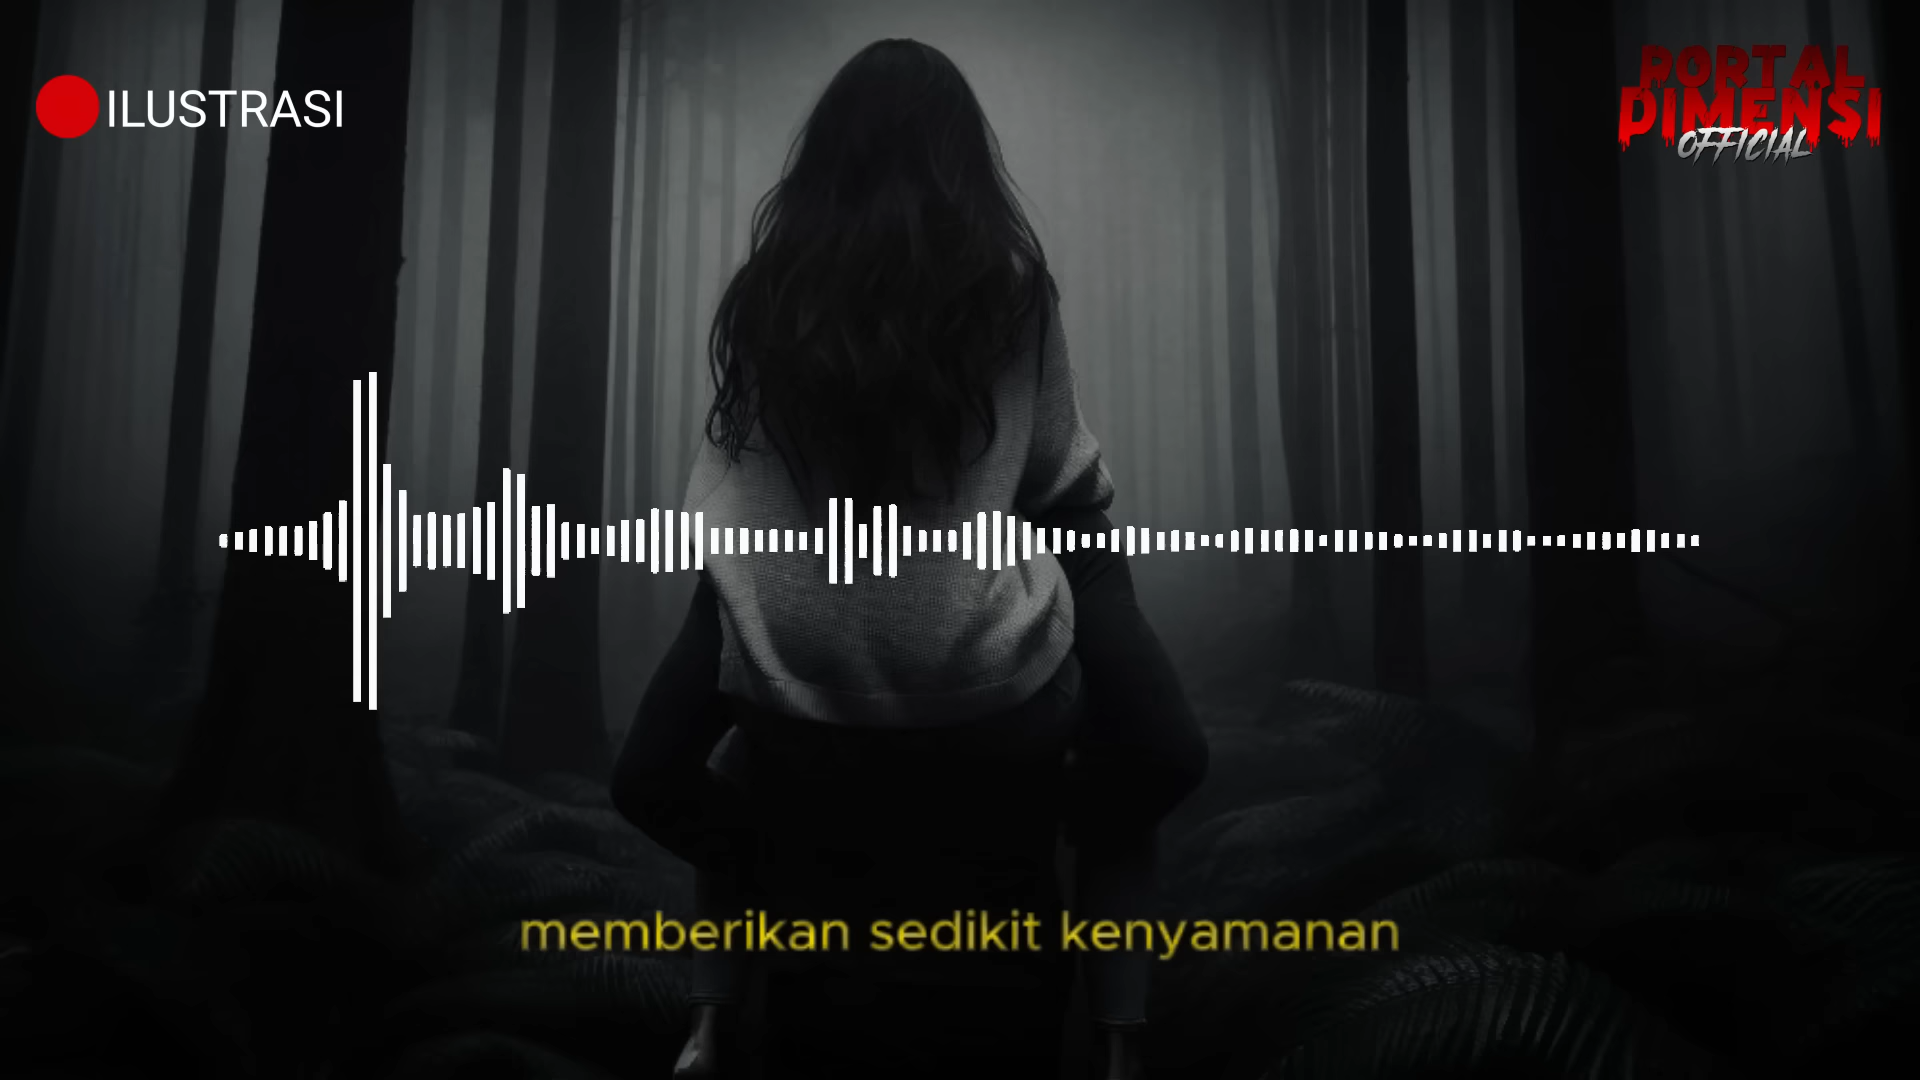 ILUSTRASI
PORTAL
DIMENSI
OFFICIAL
memberikan sedikit kenyamanan